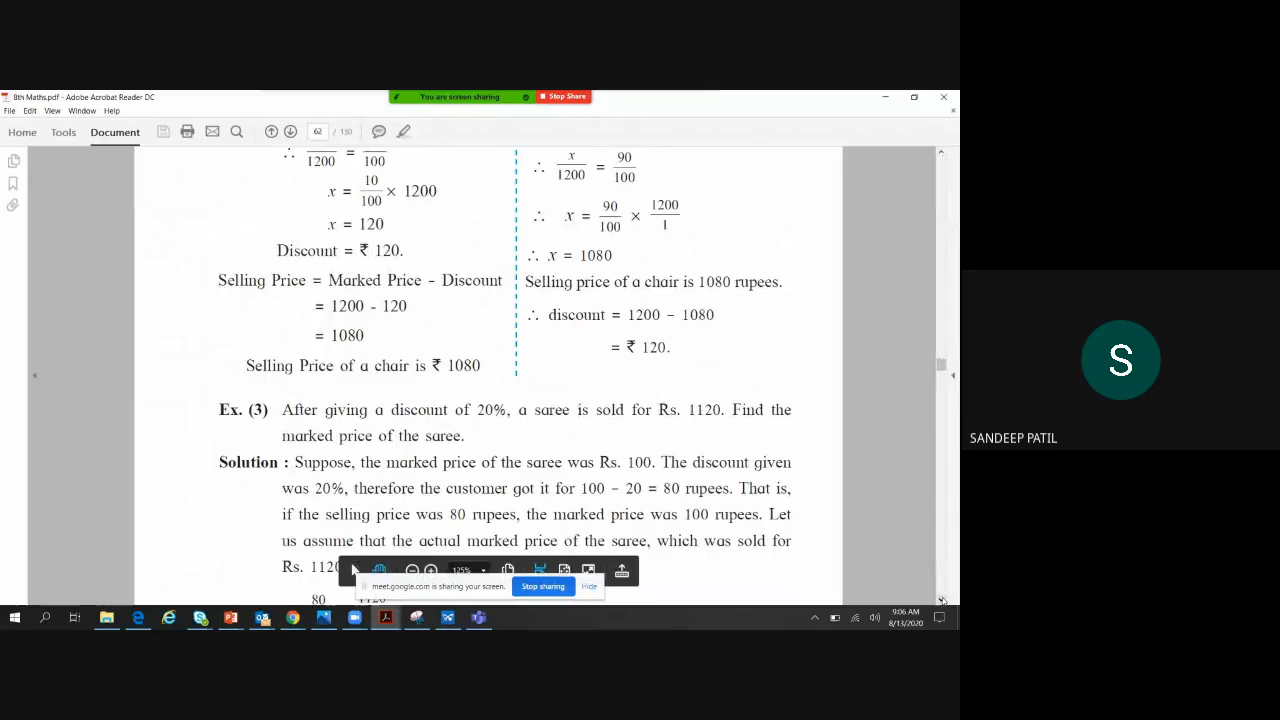 8th Maths.pdf - Adobe Acrobat Reader DC
You are screen sharing
Stop Share
File Edit View Window Help
Home Tools Document
62 / 130
∴ 1200 = 100
x = 10/100 × 1200
x = 120
Discount = ₹ 120.
Selling Price = Marked Price - Discount
= 1200 - 120
= 1080
Selling Price of a chair is ₹ 1080
∴ x/1200 = 90/100
∴ x = 90/100 × 1200/1
∴ x = 1080
Selling price of a chair is 1080 rupees.
∴ discount = 1200 - 1080
= ₹ 120.
Ex. (3) After giving a discount of 20%, a saree is sold for Rs. 1120. Find the
marked price of the saree.
Solution : Suppose, the marked price of the saree was Rs. 100. The discount given
was 20%, therefore the customer got it for 100 - 20 = 80 rupees. That is,
if the selling price was 80 rupees, the marked price was 100 rupees. Let
us assume that the actual marked price of the saree, which was sold for
Rs. 1120
125%
meet.google.com is sharing your screen.
Stop sharing
Hide
80 1120
9:06 AM
8/13/2020
S
SANDEEP PATIL